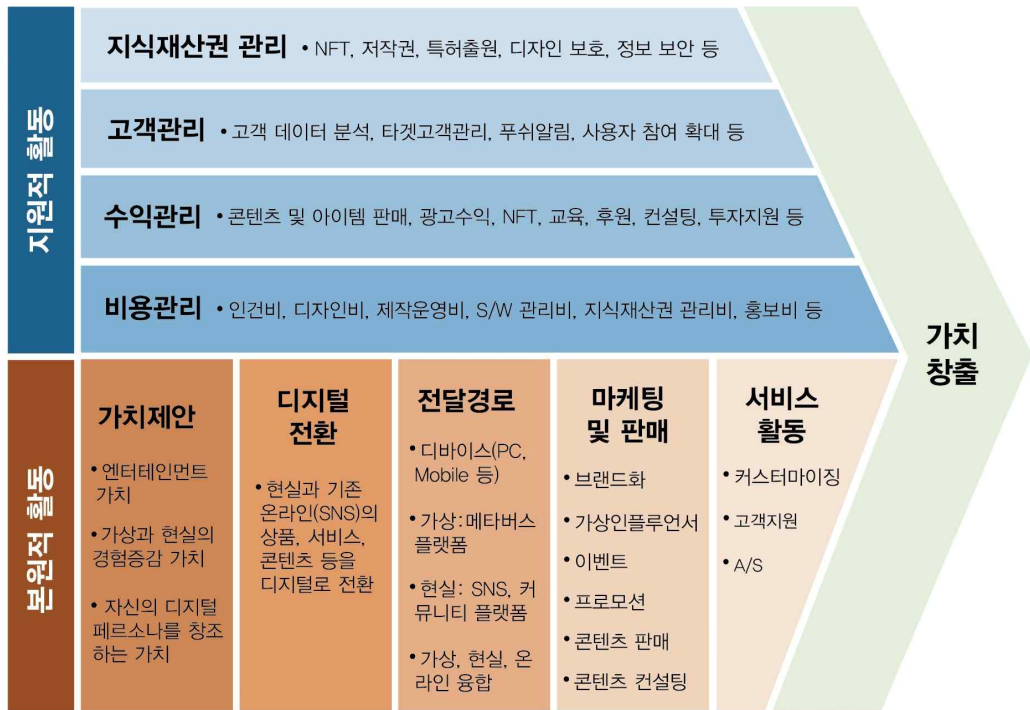 지원적 활동
지식재산권 관리 • NFT, 저작권, 특허출원, 디자인 보호, 정보 보안 등
고객관리 • 고객 데이터 분석, 타겟고객관리, 푸쉬알림, 사용자 참여 확대 등
수익관리 • 콘텐츠 및 아이템 판매, 광고수익, NFT, 교육, 후원, 컨설팅, 투자지원 등
비용관리 • 인건비, 디자인비, 제작운영비, S/W 관리비, 지식재산권 관리비, 홍보비 등
본원적 활동
가치제안
• 엔터테인먼트
가치
• 가상과 현실의
경험증감 가치
• 자신의 디지털
페르소나를 창조
하는 가치
디지털
전환
• 현실과 기존
온라인(SNS)의
상품, 서비스,
콘텐츠 등을
디지털로 전환
전달경로
• 디바이스(PC,
Mobile 등)
• 가상:메타버스
플랫폼
• 현실: SNS, 커
뮤니티 플랫폼
• 가상, 현실, 온
라인 융합
마케팅
및 판매
• 브랜드화
• 가상인플루언서
• 이벤트
• 프로모션
• 콘텐츠 판매
• 콘텐츠 컨설팅
서비스
활동
• 커스터마이징
• 고객지원
• A/S
가치
창출